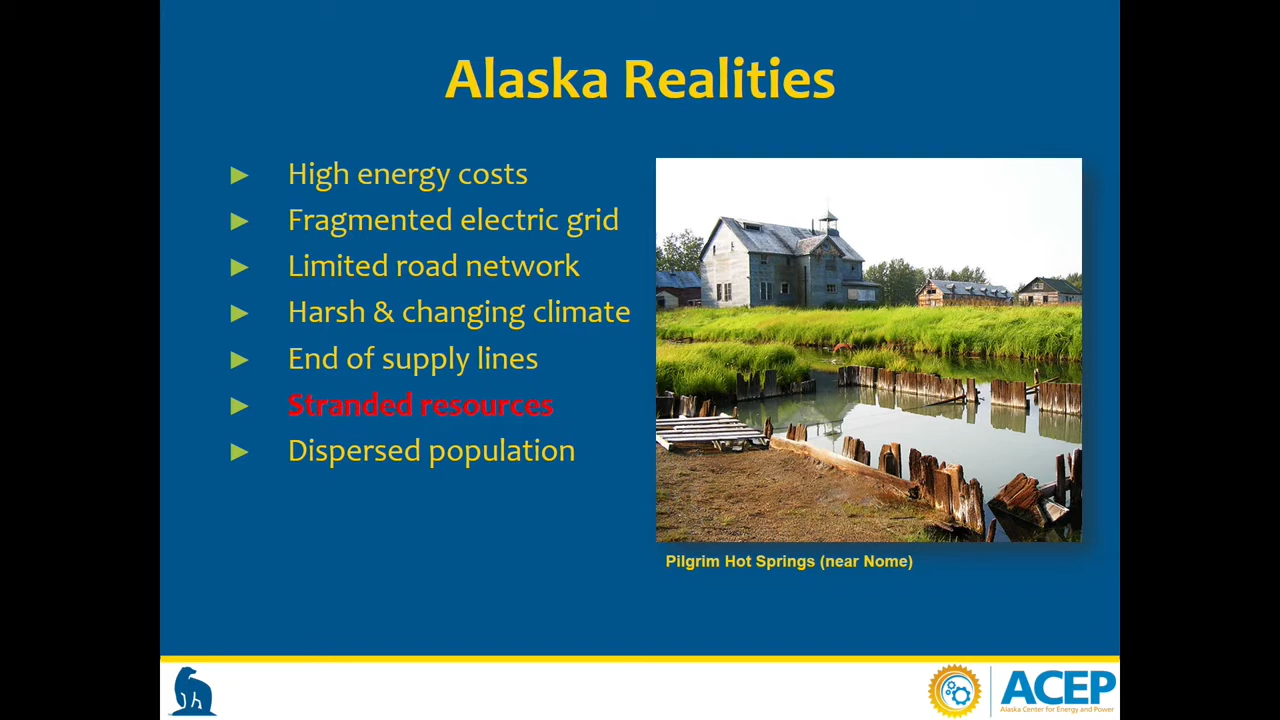 Alaska Realities
► High energy costs
► Fragmented electric grid
► Limited road network
► Harsh & changing climate
► End of supply lines
► Stranded resources
► Dispersed population
Pilgrim Hot Springs (near Nome)
ACEP
Alaska Center for Energy and Power